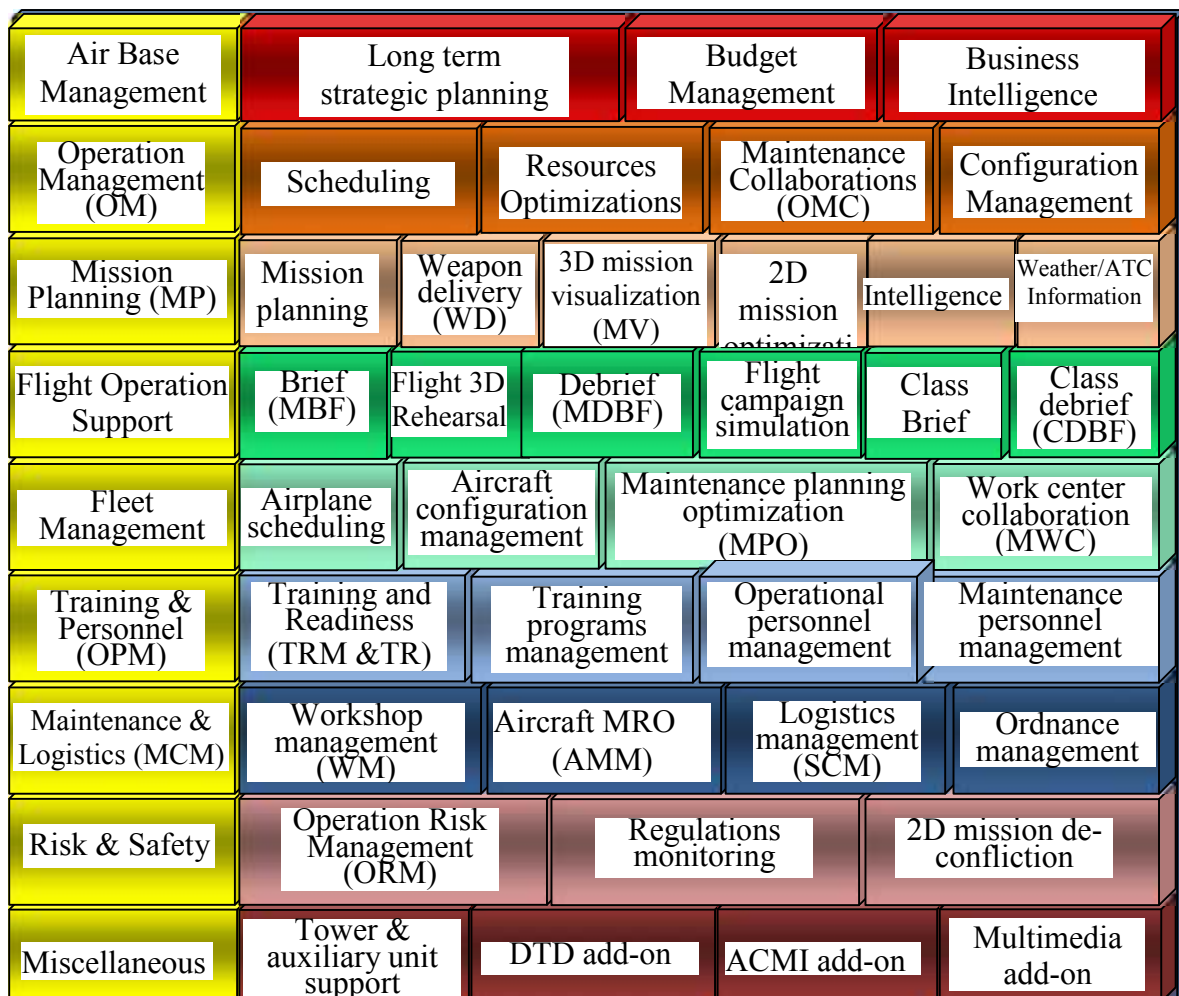 Air Base
Management
Long term
strategic planning
Budget
Management
Business
Intelligence
Operation
Management
(OM)
Scheduling
Resources
Optimizations
Maintenance
Collaborations
(OMC)
Configuration
Management
Mission
Planning (MP)
Mission
planning
Weapon
delivery
(WD)
3D mission
visualization
(MV)
2D
mission
optimizati
Intelligence
Weather/ATC
Information
Flight Operation
Support
Brief
(MBF)
Flight 3D
Rehearsal
Debrief
(MDBF)
Flight
campaign
simulation
Class
Brief
Class
debrief
(CDBF)
Fleet
Management
Airplane
scheduling
Aircraft
configuration
management
Maintenance planning
optimization
(MPO)
Work center
collaboration
(MWC)
Training &
Personnel
(OPM)
Training and
Readiness
(TRM &TR)
Training
programs
management
Operational
personnel
management
Maintenance
personnel
management
Maintenance &
Logistics (MCM)
Workshop
management
(WM)
Aircraft MRO
(AMM)
Logistics
management
(SCM)
Ordnance
management
Risk & Safety
Operation Risk
Management
(ORM)
Regulations
monitoring
2D mission de-
confliction
Miscellaneous
Tower &
auxiliary unit
support
DTD add-on
ACMI add-on
Multimedia
add-on